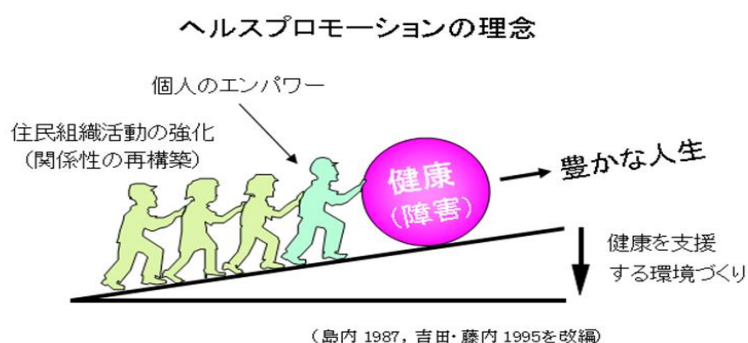 ヘルスプロモーションの理念
個人のエンパワー
住民組織活動の強化
(関係性の再構築)
健康
(障害)
豊かな人生
健康を支援
する環境づくり
(島内 1987, 吉田・藤内 1995を改編)